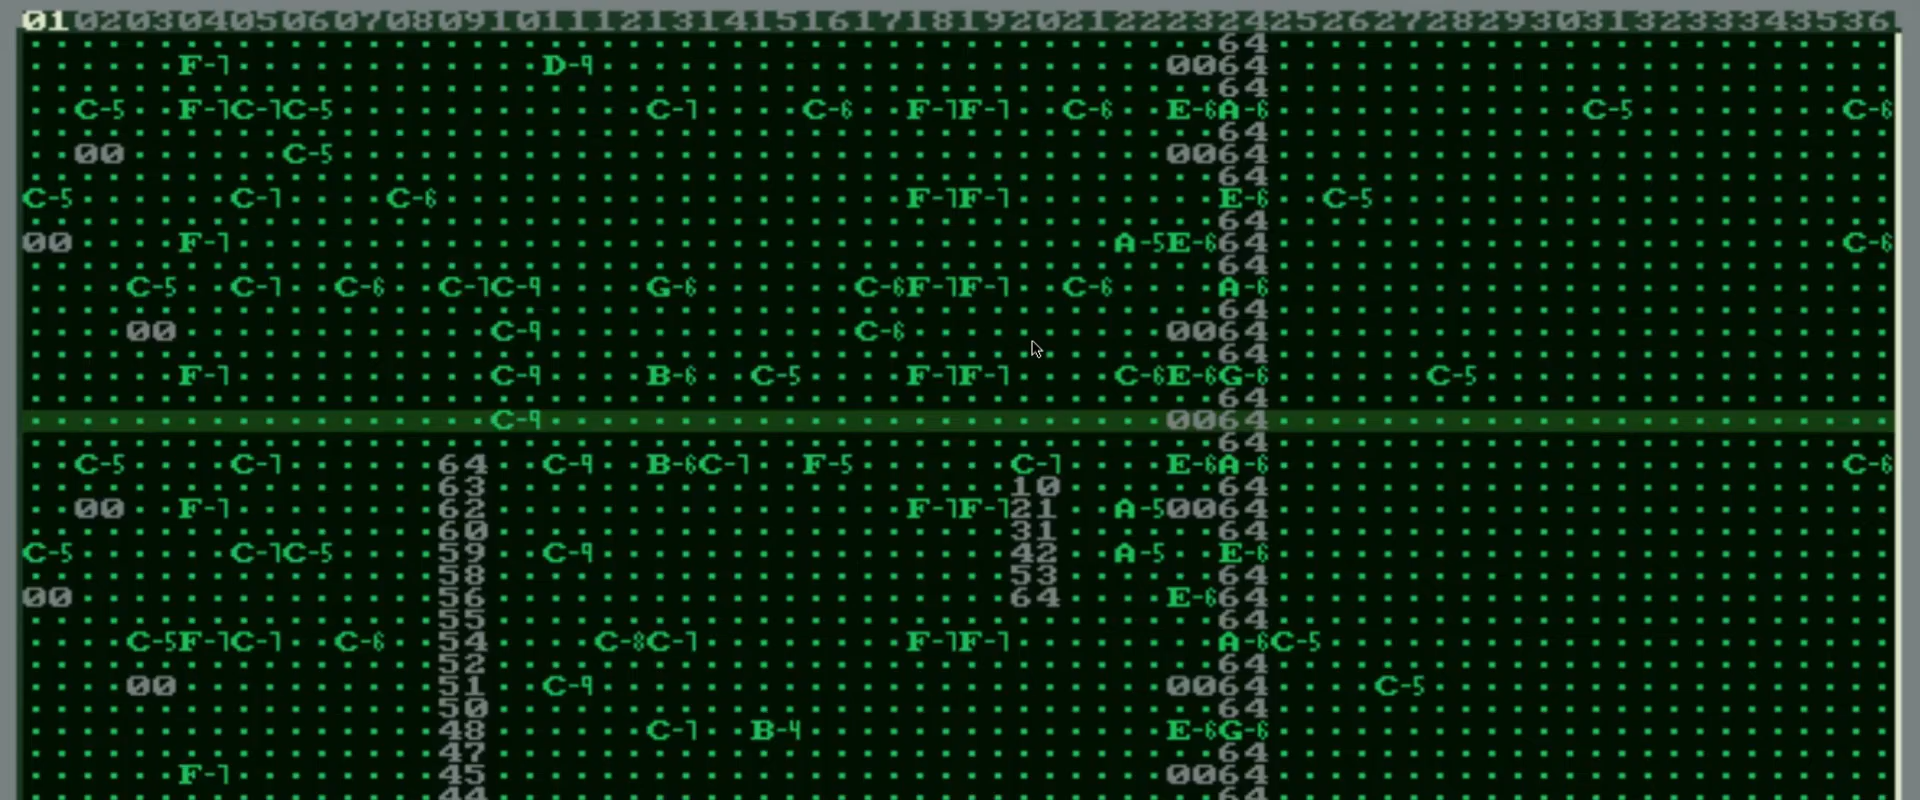 010203040506070809101112131415161718192021222324252627282930313233343536
64
F-7 D-9 0064
64
C-5 F-7C-7C-5 C-7 C-6 F-7F-7 C-6 E-6A-6 C-5 C-6
64
00 C-5 0064
64
C-5 C-7 C-6 F-7F-7 E-6 C-5
64
00 F-7 A-5E-664 C-6
64
C-5 C-7 C-6 C-7C-9 G-6 C-6F-7F-7 C-6 A-6
64
00 C-9 C-6 0064
64
F-7 C-9 B-6 C-5 F-7F-7 C-6E-6G-6 C-5
64
C-9 0064
64
C-5 C-7 64 C-9 B-6C-7 F-5 C-7 E-6A-6 C-6
63 10 64
00 F-7 62 F-7F-721 A-50064
60 31 64
C-5 C-7C-5 59 C-9 42 A-5 E-6
58 53 64
00 56 64 E-664
55 64
C-5F-7C-7 C-6 54 C-8C-7 F-7F-7 A-6C-5
52 64
00 51 C-9 0064 C-5
50 64
48 C-7 B-4 E-6G-6
47 64
F-7 45 0064
44 64